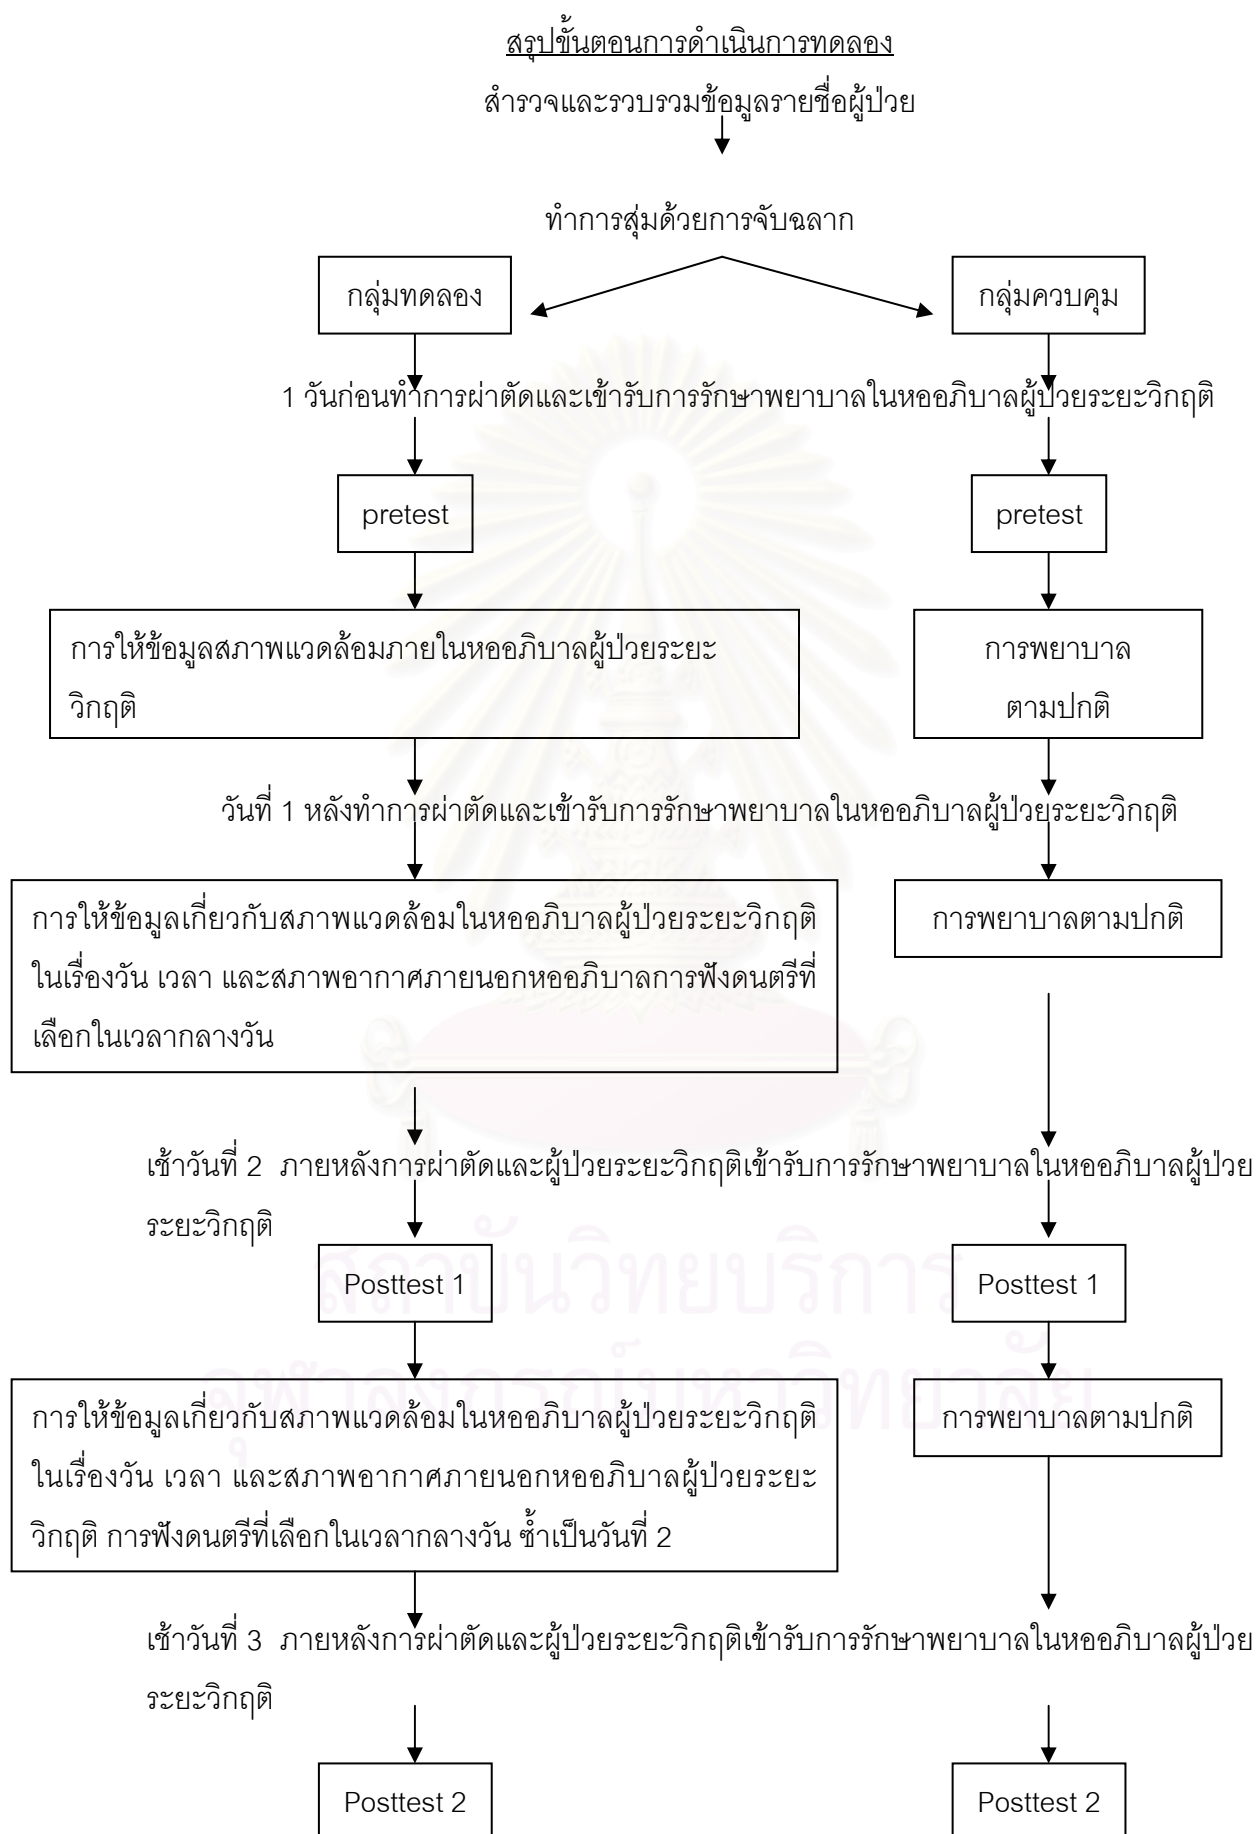 สรุปขั้นตอนการดำเนินการทดลอง
สำรวจและรวบรวมข้อมูลรายชื่อผู้ป่วย
ทำการสุ่มด้วยการจับฉลาก
กลุ่มทดลอง
กลุ่มควบคุม
1 วันก่อนทำการผ่าตัดและเข้ารับการรักษาพยาบาลในหออภิบาลผู้ป่วยระยะวิกฤติ
pretest
pretest
การให้ข้อมูลสภาพแวดล้อมภายในหออภิบาลผู้ป่วยระยะ
วิกฤติ
การพยาบาล
ตามปกติ
วันที่ 1 หลังทำการผ่าตัดและเข้ารับการรักษาพยาบาลในหออภิบาลผู้ป่วยระยะวิกฤติ
การให้ข้อมูลเกี่ยวกับสภาพแวดล้อมในหออภิบาลผู้ป่วยระยะวิกฤติ
ในเรื่องวัน เวลา และสภาพอากาศภายนอกหออภิบาลการฟังดนตรีที่
เลือกในเวลากลางวัน
การพยาบาลตามปกติ
เช้าวันที่ 2 ภายหลังการผ่าตัดและผู้ป่วยระยะวิกฤติเข้ารับการรักษาพยาบาลในหออภิบาลผู้ป่วย
ระยะวิกฤติ
สถาบันวิทยบริการ
Posttest 1
Posttest 1
จุฬาลงกรณ์มหาวิทยาลัย
การให้ข้อมูลเกี่ยวกับสภาพแวดล้อมในหออภิบาลผู้ป่วยระยะวิกฤติ
ในเรื่องวัน เวลา และสภาพอากาศภายนอกหออภิบาลผู้ป่วยระยะ
วิกฤติ การฟังดนตรีที่เลือกในเวลากลางวัน ซ้ำเป็นวันที่ 2
การพยาบาลตามปกติ
เช้าวันที่ 3 ภายหลังการผ่าตัดและผู้ป่วยระยะวิกฤติเข้ารับการรักษาพยาบาลในหออภิบาลผู้ป่วย
ระยะวิกฤติ
Posttest 2
Posttest 2